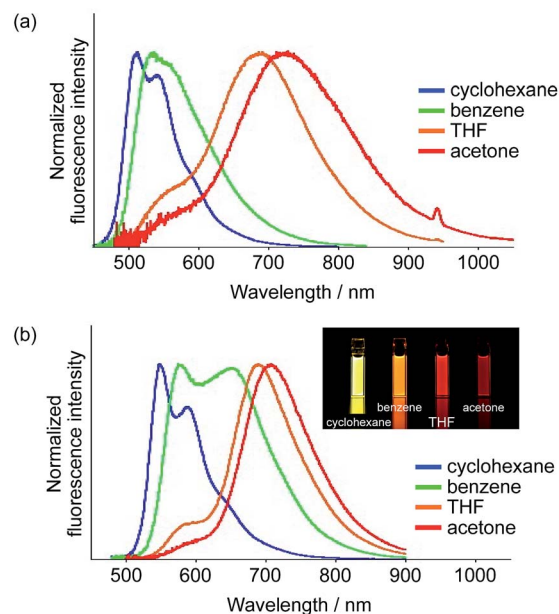 (a)
Normalized
fluorescence intensity
cyclohexane
benzene
THF
acetone
500 600 700 800 900 1000
Wavelength / nm
(b)
Normalized
fluorescence intensity
cyclohexane benzene THF acetone
cyclohexane
benzene
THF
acetone
500 600 700 800 900 1000
Wavelength / nm